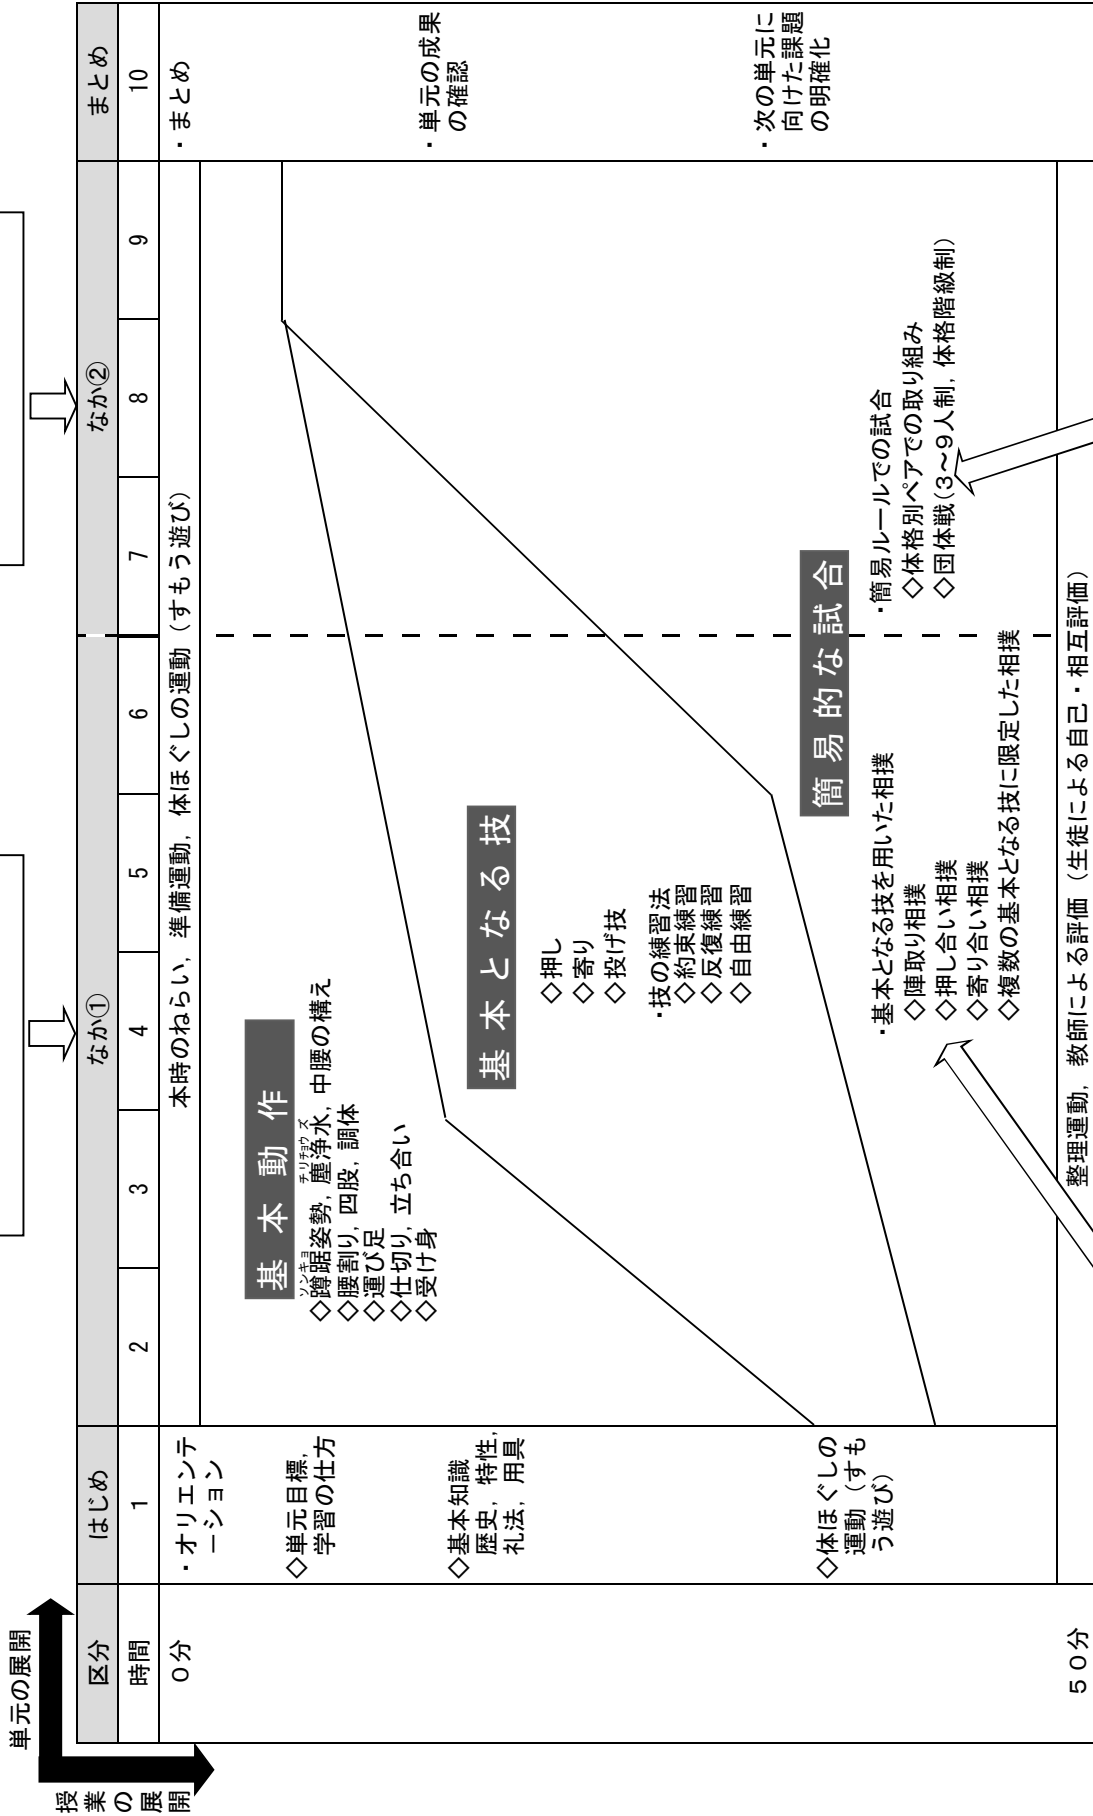 単元の展開
授業の展開
区分 はじめ なか① なか② まとめ
時間 1 2 3 4 5 6 7 8 9 10
0分
・オリエンテ
ーション
◇単元目標,
学習の仕方
◇基本知識
歴史, 特性,
礼法, 用具
◇体ほぐしの
運動（すも
う遊び）
本時のねらい, 準備運動, 体ほぐしの運動（すもう遊び）
基本動作
ソンキョ チリチョウズ
◇蹲踞姿勢, 塵浄水, 中腰の構え
◇腰割り, 四股, 調体
◇運び足
◇仕切り, 立ち合い
◇受け身
基本となる技
◇押し
◇寄り
◇投げ技
・技の練習法
◇約束練習
◇反復練習
◇自由練習
簡易的な試合
・基本となる技を用いた相撲
◇陣取り相撲
◇押し合い相撲
◇寄り合い相撲
◇複数の基本となる技に限定した相撲
・簡易ルールでの試合
◇体格別ペアでの取り組み
◇団体戦（3～9人制, 体格階級制）
・まとめ
・単元の成果
の確認
・次の単元に
向けた課題
の明確化
50分
整理運動, 教師による評価（生徒による自己・相互評価）